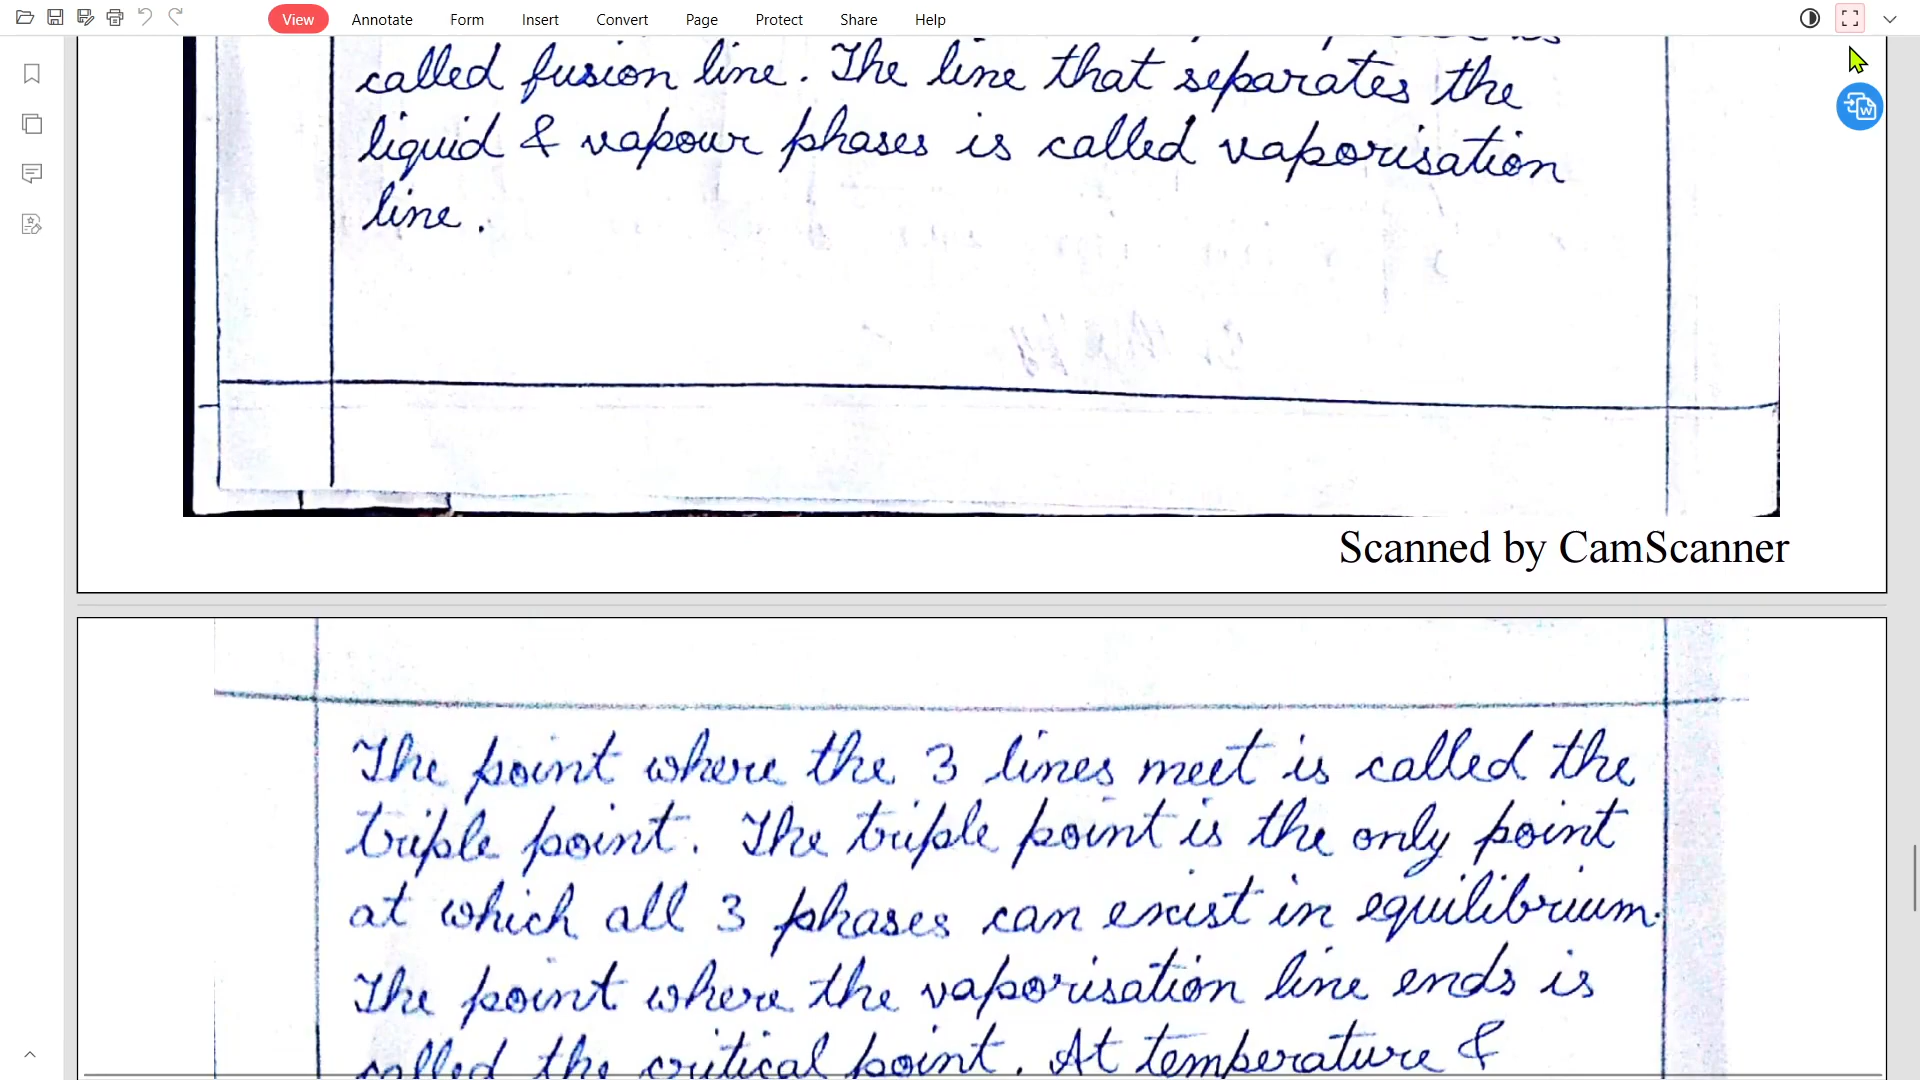 View Annotate Form Insert Convert Page Protect Share Help
called fusion line. The line that separates the
liquid & vapour phases is called vaporisation
line.
Scanned by CamScanner
The point where the 3 lines meet is called the
triple point. The triple point is the only point
at which all 3 phases can exist in equilibrium.
The point where the vaporisation line ends is
called the critical point. At temperature &